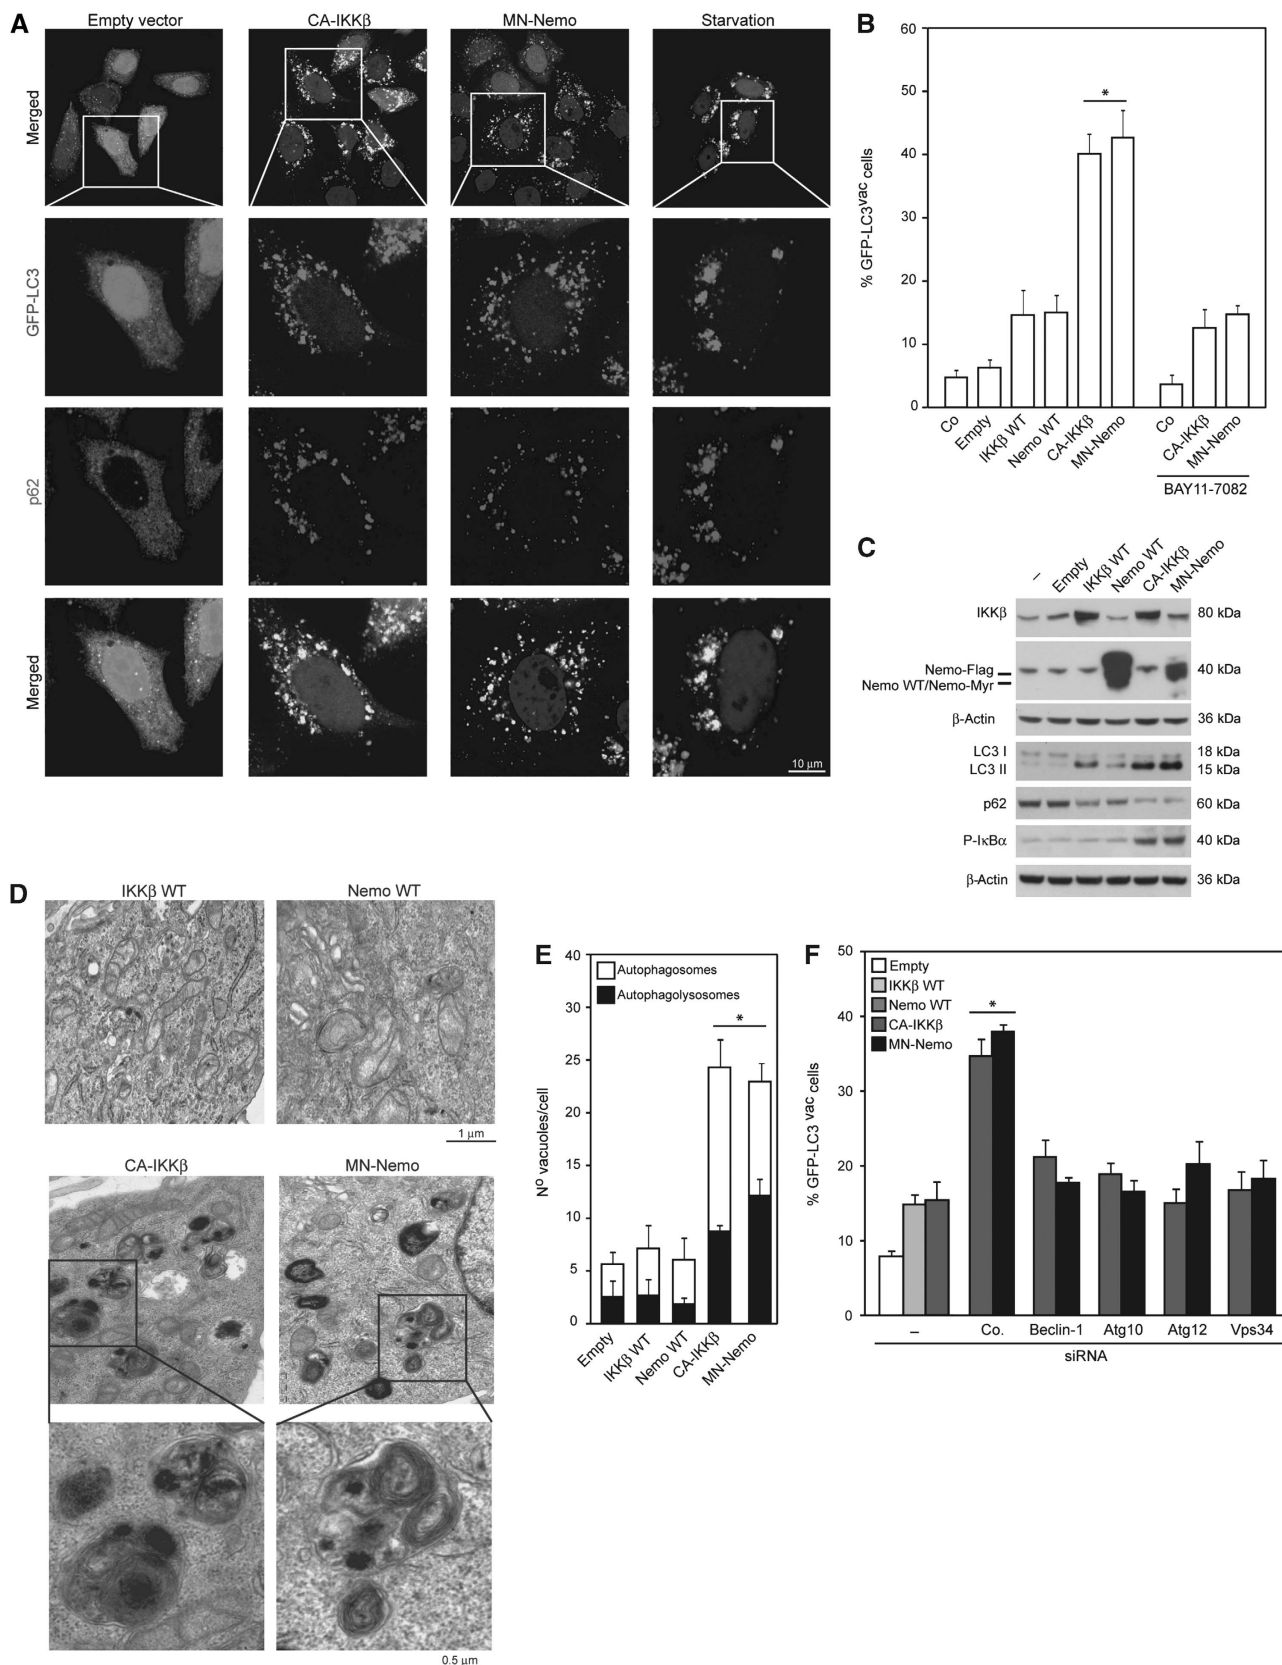 A
Empty vector CA-IKKβ MN-Nemo Starvation
Merged
GFP-LC3
p62
Merged
10 μm
B
% GFP-LC3vac cells
60
50
40
30
20
10
0
*
Co Empty IKKβ WT Nemo WT CA-IKKβ MN-Nemo Co CA-IKKβ MN-Nemo
BAY11-7082
C
– Empty IKKβ WT Nemo WT CA-IKKβ MN-Nemo
IKKβ 80 kDa
Nemo-Flag 40 kDa
Nemo WT/Nemo-Myr
β-Actin 36 kDa
LC3 I 18 kDa
LC3 II 15 kDa
p62 60 kDa
P-IκBα 40 kDa
β-Actin 36 kDa
D
IKKβ WT Nemo WT
1 μm
CA-IKKβ MN-Nemo
0.5 μm
E
Nº vacuoles/cell
40
30
25
20
15
10
5
0
Autophagosomes
Autophagolysosomes
*
Empty IKKβ WT Nemo WT CA-IKKβ MN-Nemo
F
% GFP-LC3 vac cells
50
40
30
20
10
0
Empty
IKKβ WT
Nemo WT
CA-IKKβ
MN-Nemo
*
– Co. Beclin-1 Atg10 Atg12 Vps34
siRNA